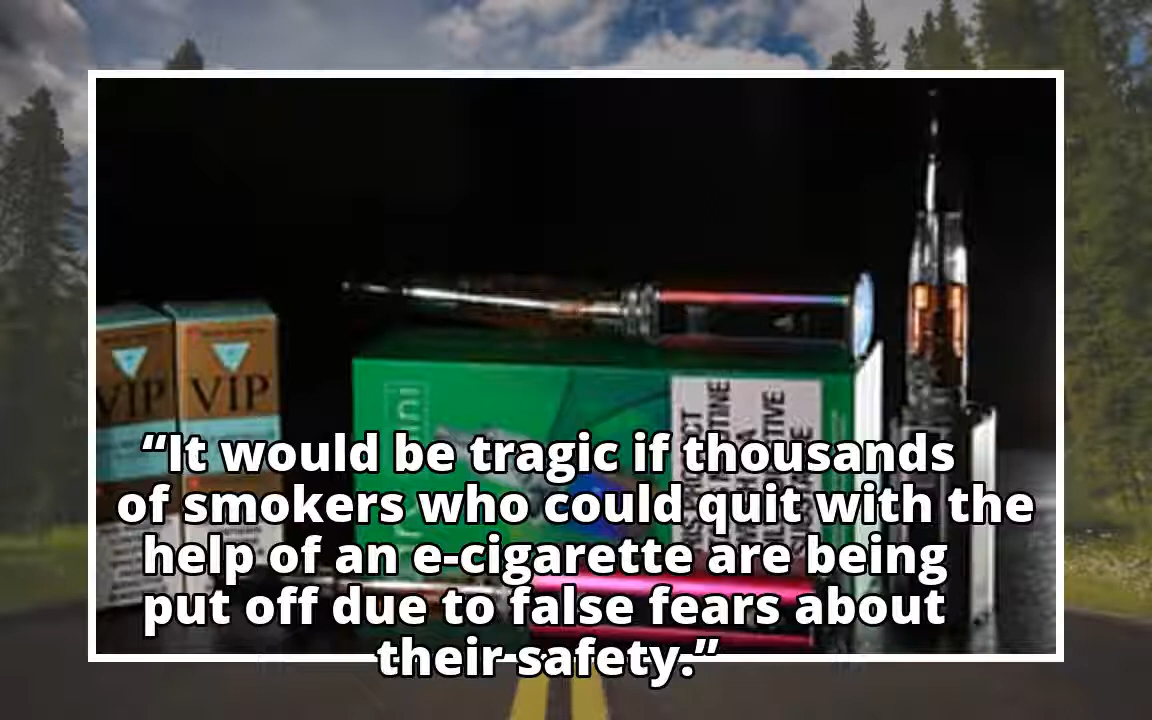 VIP
VIP
“It would be tragic if thousands
of smokers who could quit with the
help of an e-cigarette are being
put off due to false fears about
their safety.”